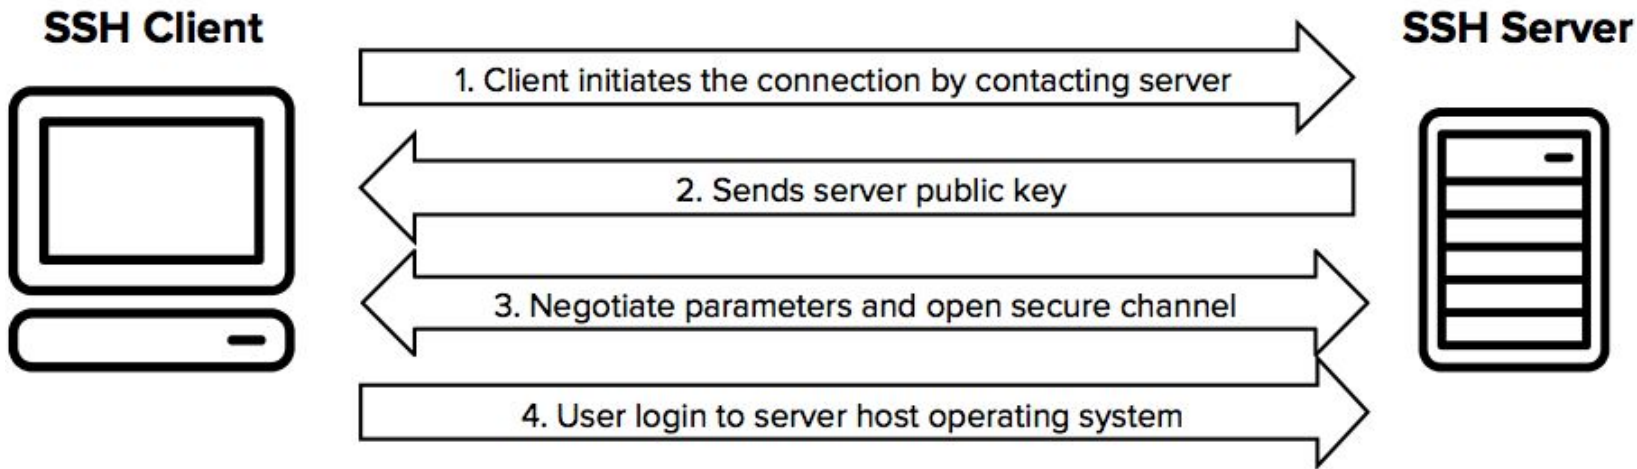 SSH Client
SSH Server
1. Client initiates the connection by contacting server
2. Sends server public key
3. Negotiate parameters and open secure channel
4. User login to server host operating system